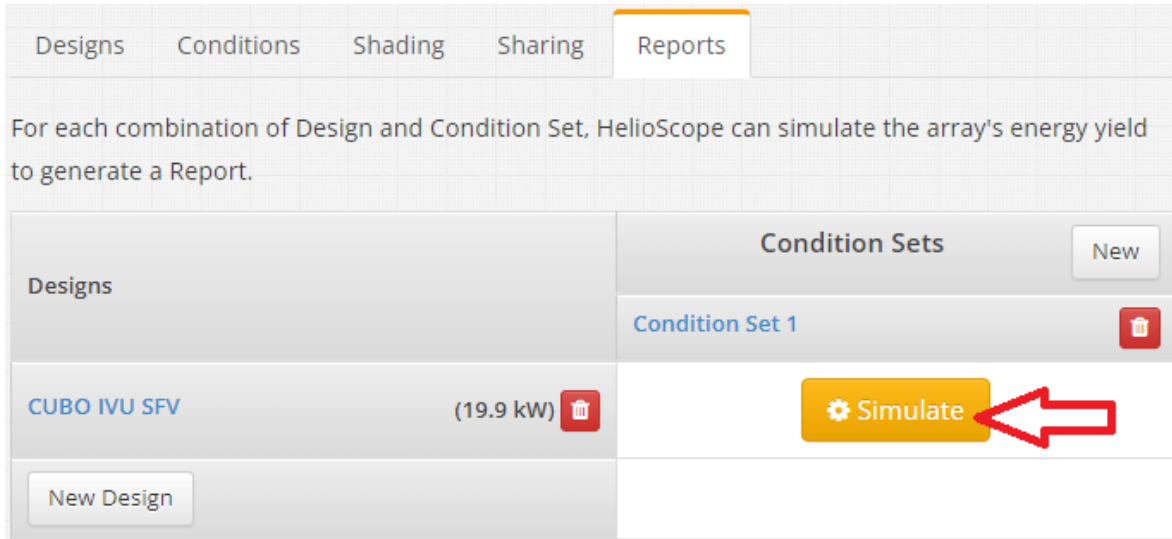 Designs Conditions Shading Sharing Reports
For each combination of Design and Condition Set, HelioScope can simulate the array's energy yield
to generate a Report.
Condition Sets New
Designs
Condition Set 1
CUBO IVU SFV (19.9 kW) Simulate
New Design